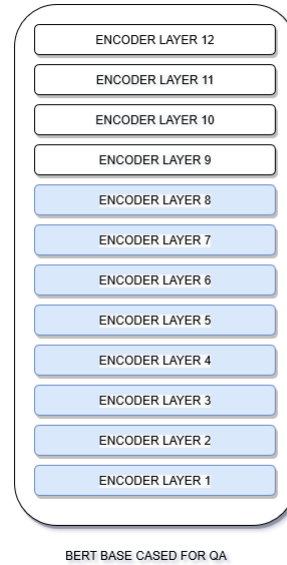 ENCODER LAYER 12
ENCODER LAYER 11
ENCODER LAYER 10
ENCODER LAYER 9
ENCODER LAYER 8
ENCODER LAYER 7
ENCODER LAYER 6
ENCODER LAYER 5
ENCODER LAYER 4
ENCODER LAYER 3
ENCODER LAYER 2
ENCODER LAYER 1
BERT BASE CASED FOR QA